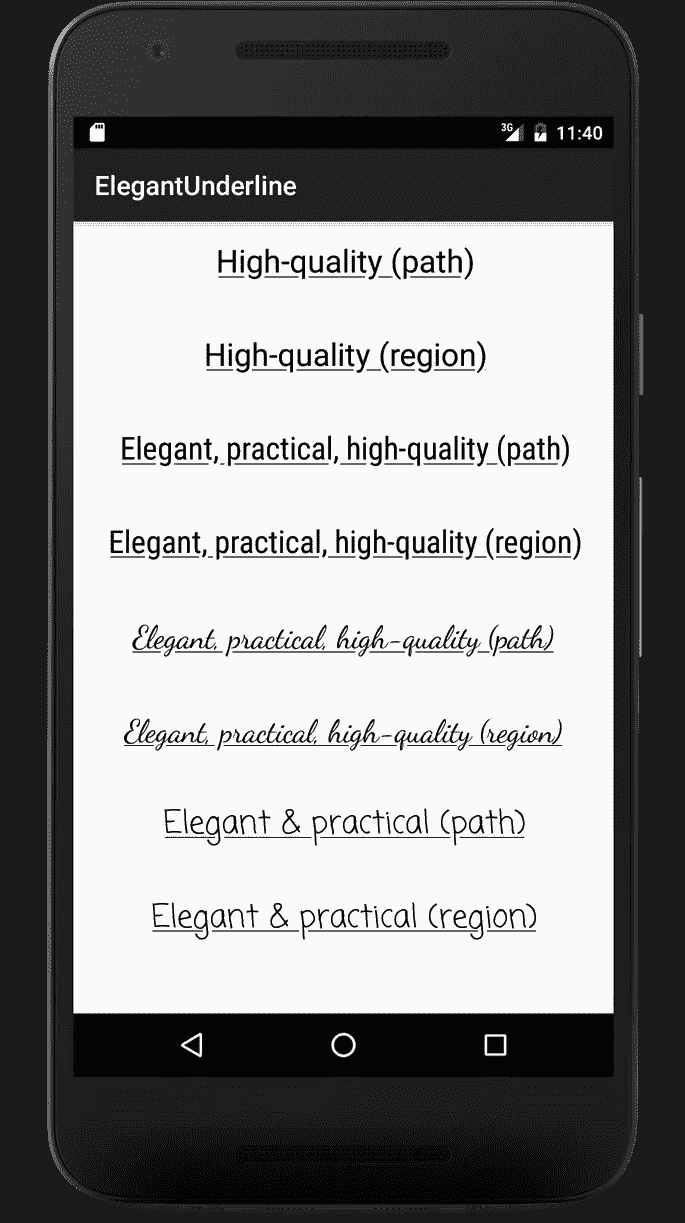 3G 11:40
ElegantUnderline
High-quality (path)
High-quality (region)
Elegant, practical, high-quality (path)
Elegant, practical, high-quality (region)
Elegant, practical, high-quality (path)
Elegant, practical, high-quality (region)
Elegant & practical (path)
Elegant & practical (region)